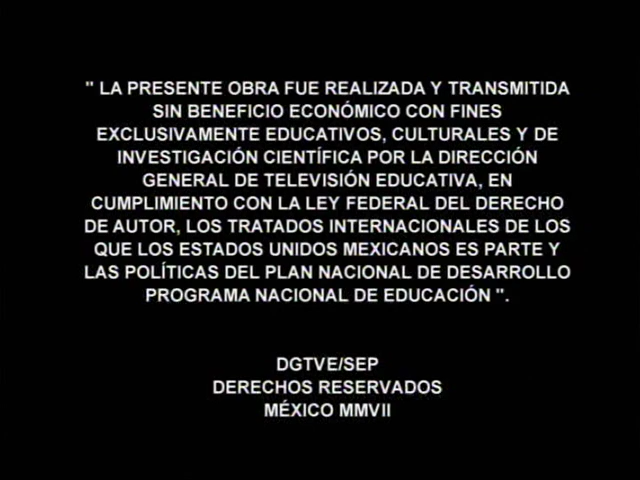 " LA PRESENTE OBRA FUE REALIZADA Y TRANSMITIDA
SIN BENEFICIO ECONÓMICO CON FINES
EXCLUSIVAMENTE EDUCATIVOS, CULTURALES Y DE
INVESTIGACIÓN CIENTÍFICA POR LA DIRECCIÓN
GENERAL DE TELEVISIÓN EDUCATIVA, EN
CUMPLIMIENTO CON LA LEY FEDERAL DEL DERECHO
DE AUTOR, LOS TRATADOS INTERNACIONALES DE LOS
QUE LOS ESTADOS UNIDOS MEXICANOS ES PARTE Y
LAS POLÍTICAS DEL PLAN NACIONAL DE DESARROLLO
PROGRAMA NACIONAL DE EDUCACIÓN ".
DGTVE/SEP
DERECHOS RESERVADOS
MÉXICO MMVII